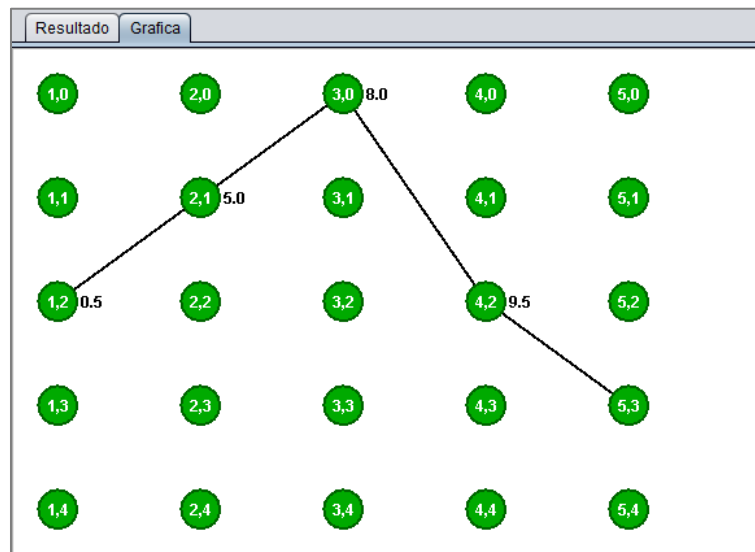 Resultado Grafica
1,0 2,0 3,0 8.0 4,0 5,0
1,1 2,1 5.0 3,1 4,1 5,1
1,2 0.5 2,2 3,2 4,2 9.5 5,2
1,3 2,3 3,3 4,3 5,3
1,4 2,4 3,4 4,4 5,4